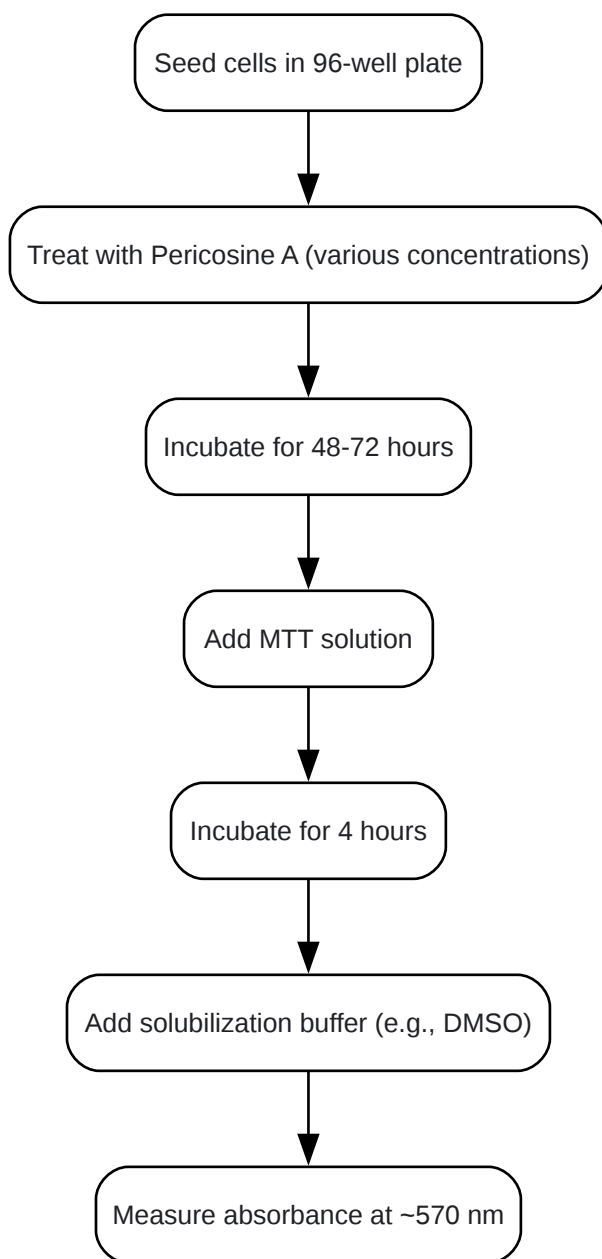 Seed cells in 96-well plate
Treat with Pericosine A (various concentrations)
Incubate for 48-72 hours
Add MTT solution
Incubate for 4 hours
Add solubilization buffer (e.g., DMSO)
Measure absorbance at ~570 nm